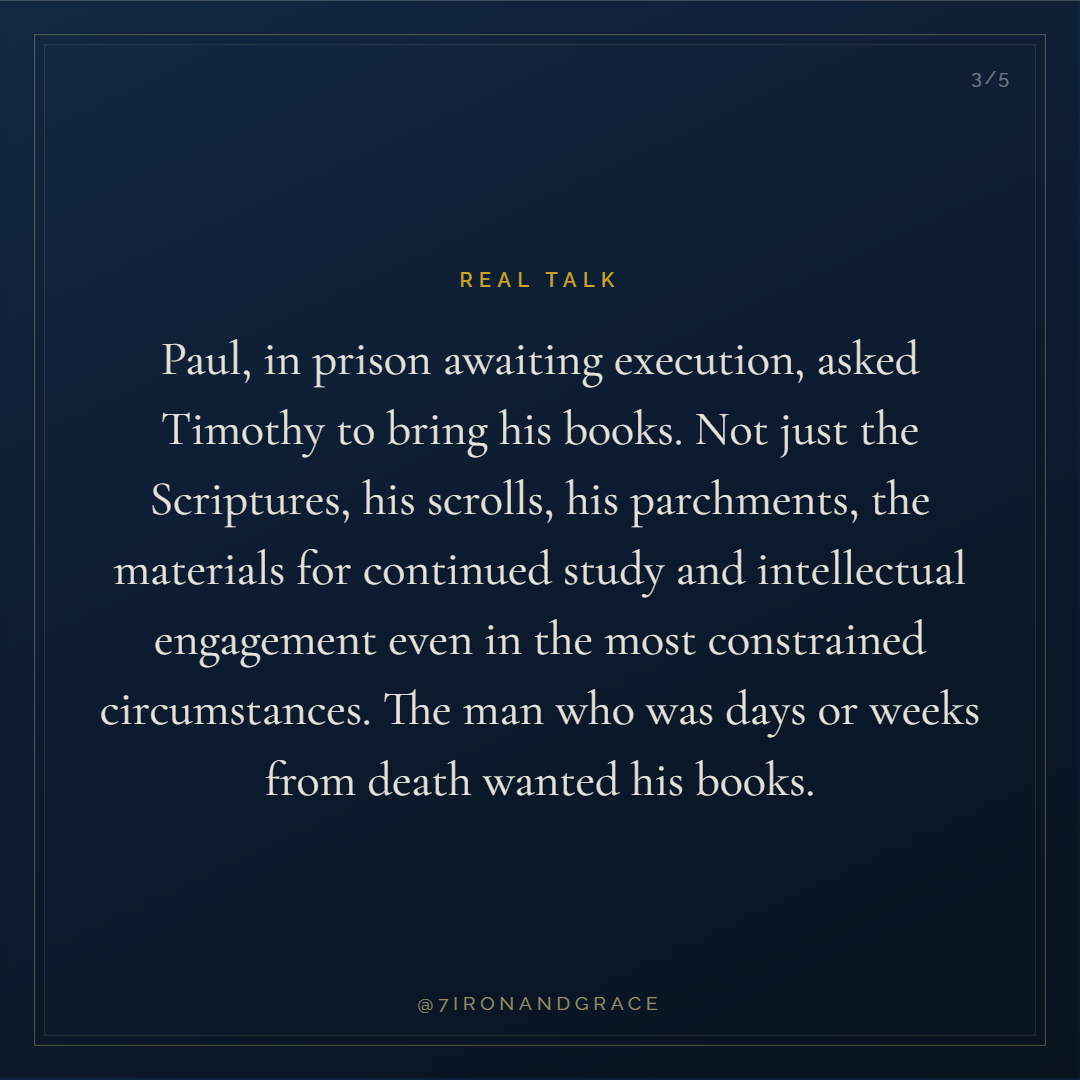 3/5
REAL TALK
Paul, in prison awaiting execution, asked
Timothy to bring his books. Not just the
Scriptures, his scrolls, his parchments, the
materials for continued study and intellectual
engagement even in the most constrained
circumstances. The man who was days or weeks
from death wanted his books.
@7IRONANDGRACE